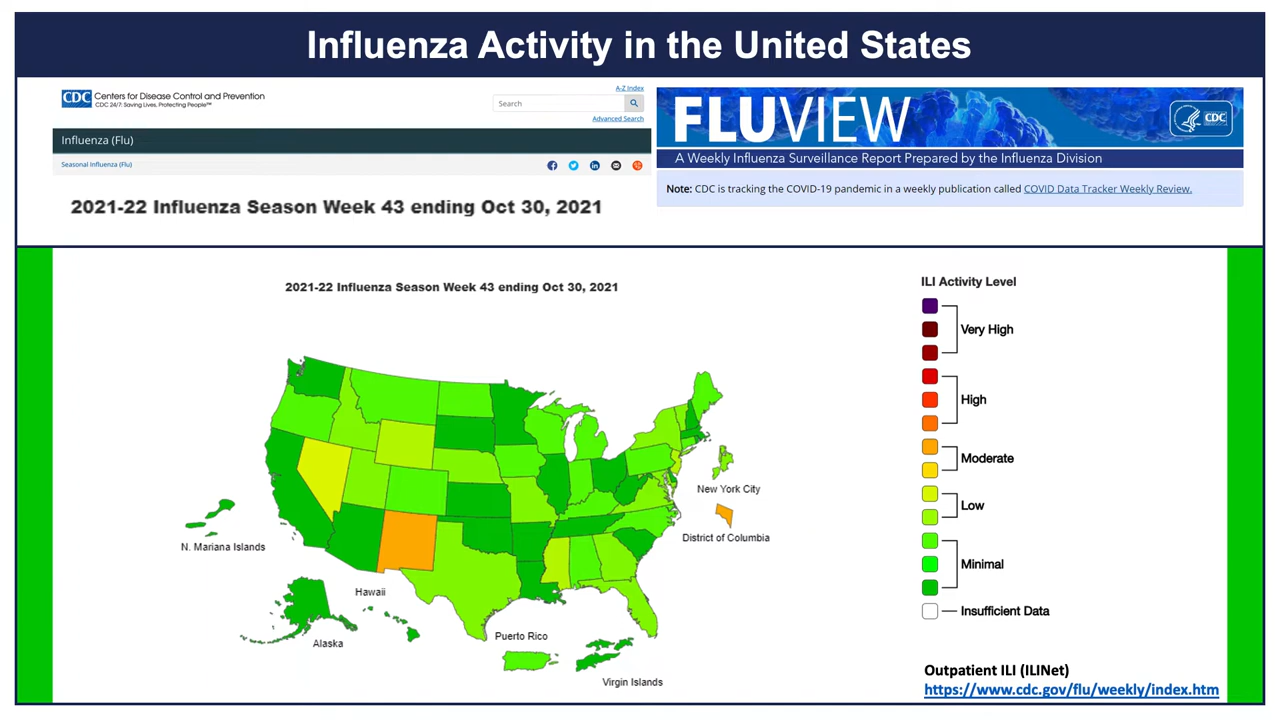 Influenza Activity in the United States
CDC Centers for Disease Control and Prevention
CDC 24/7: Saving Lives. Protecting People™
A-Z Index
Search
Advanced Search
Influenza (Flu)
Seasonal Influenza (Flu)
2021-22 Influenza Season Week 43 ending Oct 30, 2021
FLUVIEW
CDC
A Weekly Influenza Surveillance Report Prepared by the Influenza Division
Note: CDC is tracking the COVID-19 pandemic in a weekly publication called COVID Data Tracker Weekly Review.
2021-22 Influenza Season Week 43 ending Oct 30, 2021
N. Mariana Islands
Alaska
Hawaii
Puerto Rico
Virgin Islands
New York City
District of Columbia
ILI Activity Level
Very High
High
Moderate
Low
Minimal
Insufficient Data
Outpatient ILI (ILINet)
https://www.cdc.gov/flu/weekly/index.htm